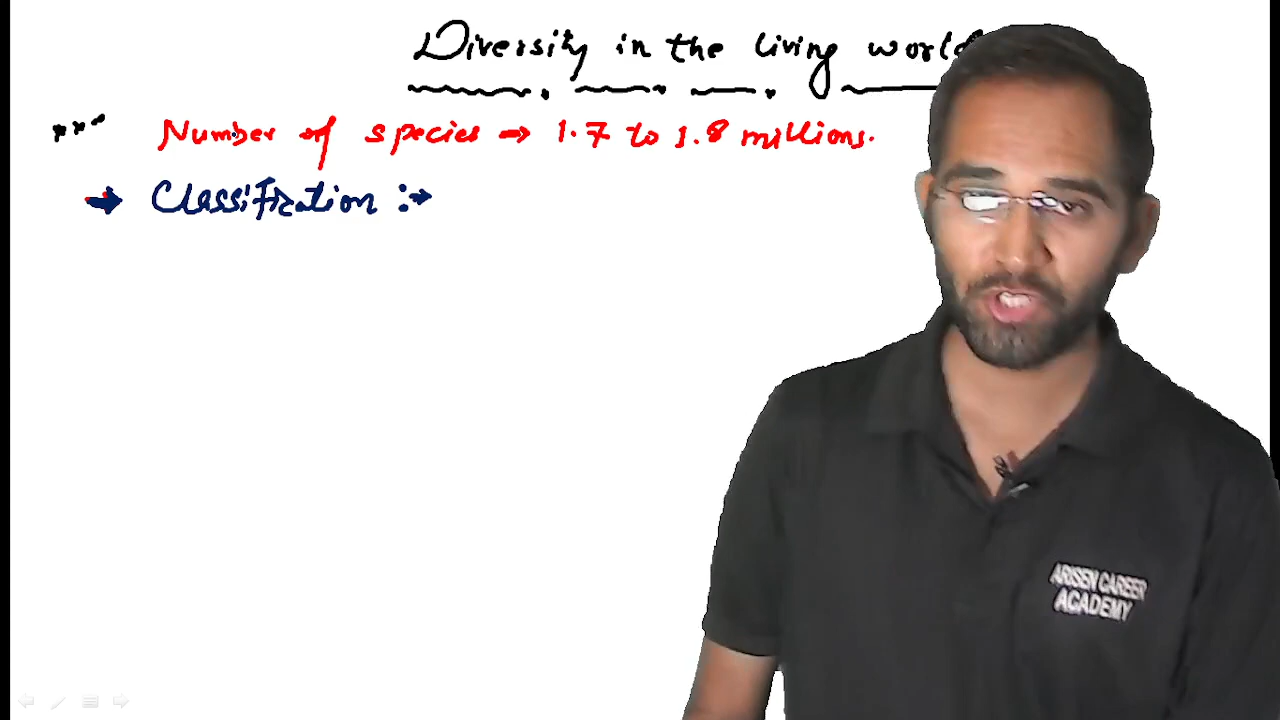 Diversity in the living world
*** Number of species → 1.7 to 1.8 millions.
→ Classification :→
ARISEN CAREER
ACADEMY